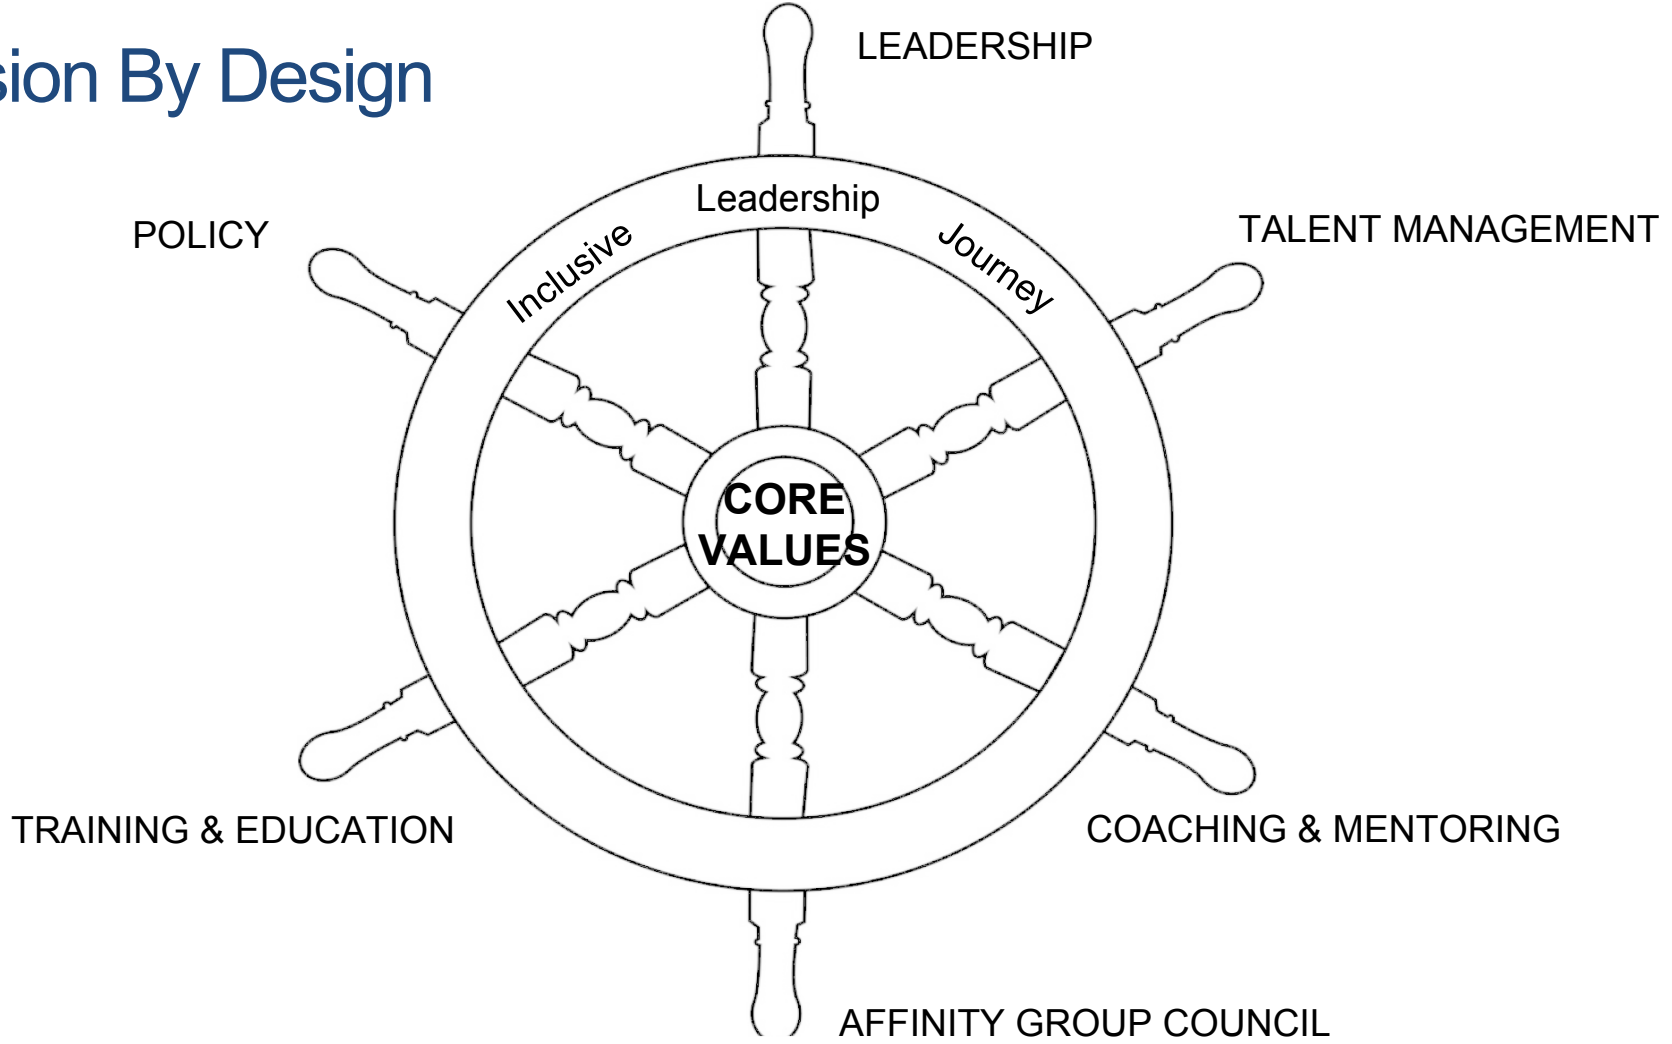 sion By Design
LEADERSHIP
POLICY
TALENT MANAGEMENT
Inclusive Leadership Journey
CORE
VALUES
TRAINING & EDUCATION
COACHING & MENTORING
AFFINITY GROUP COUNCIL